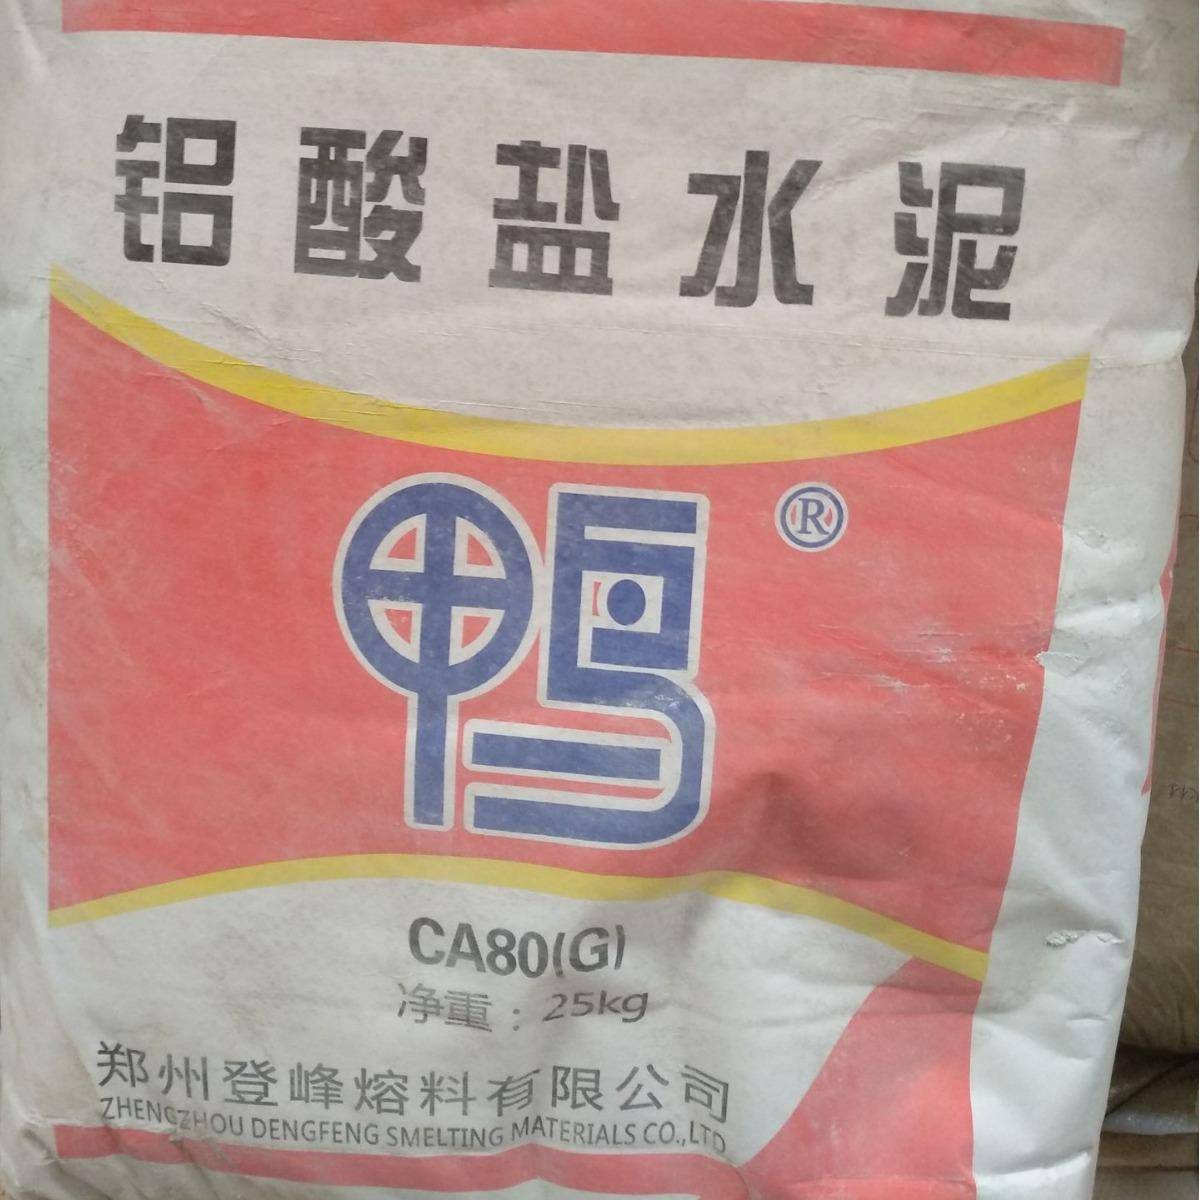 铝酸盐水泥
鸭®
CA80(G)
净重：25kg
郑州登峰熔料有限公司
ZHENGZHOU DENGFENG SMELTING MATERIALS CO.,LTD